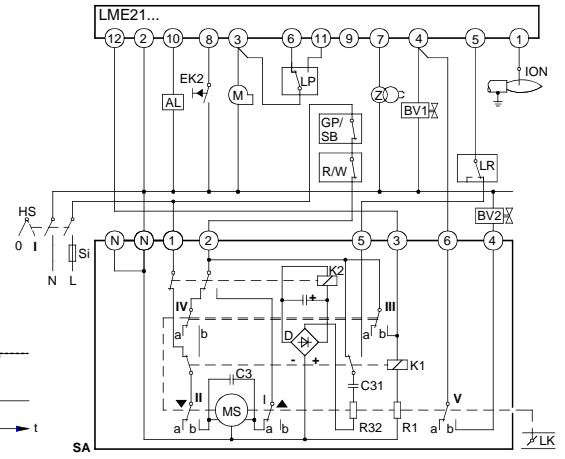 LME21...
12 2 10 8 3 6 11 9 7 4 5 1
EK2
LP
ION
AL
M
Z
BV1
GP/
SB
R/W
LR
BV2
HS
0 I
Si
N L
N N 1 2 5 3 6 4
K2
+
IV
III
a b
a b
D
- +
K1
C3
C31
II
I
V
MS
a b
a b
R32
R1
a b
LK
t
SA